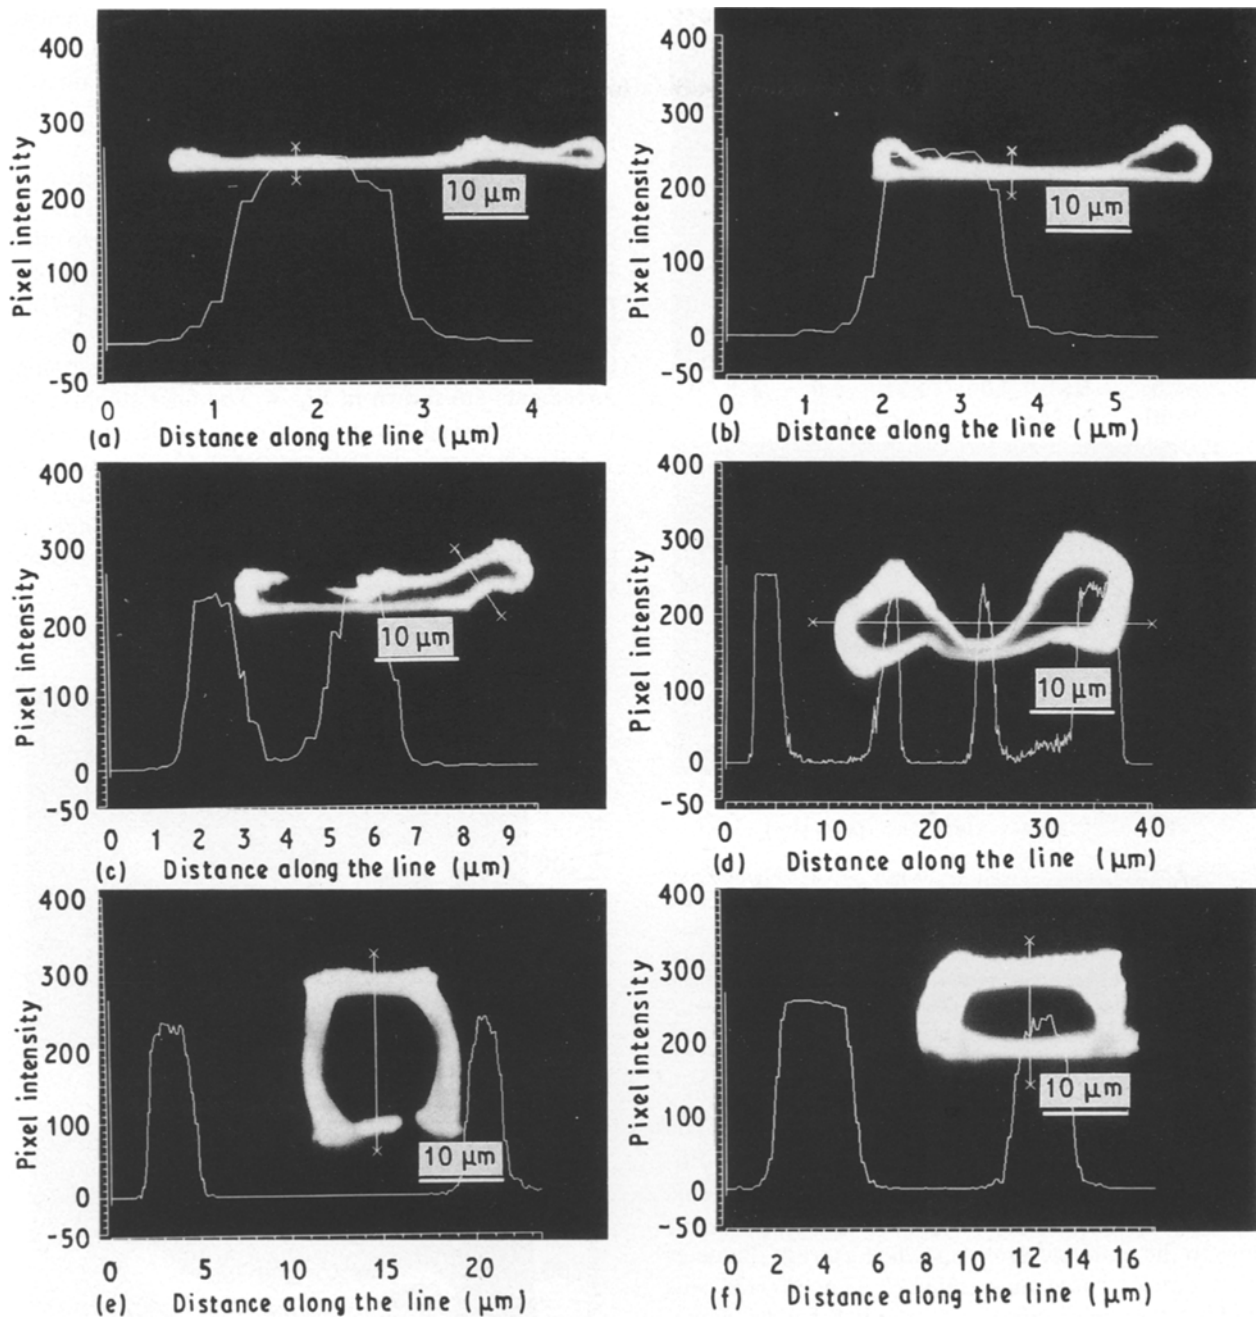 400
300
200
100
0
-50
Pixel intensity
10 μm
0 1 2 3 4
(a) Distance along the line (μm)
400
300
200
100
0
-50
Pixel intensity
10 μm
0 1 2 3 4 5
(b) Distance along the line (μm)
400
300
200
100
0
-50
Pixel intensity
10 μm
0 1 2 3 4 5 6 7 8 9
(c) Distance along the line (μm)
400
300
200
100
0
-50
Pixel intensity
10 μm
0 10 20 30 40
(d) Distance along the line (μm)
400
300
200
100
0
-50
Pixel intensity
10 μm
0 5 10 15 20
(e) Distance along the line (μm)
400
300
200
100
0
-50
Pixel intensity
10 μm
0 2 4 6 8 10 12 14 16
(f) Distance along the line (μm)